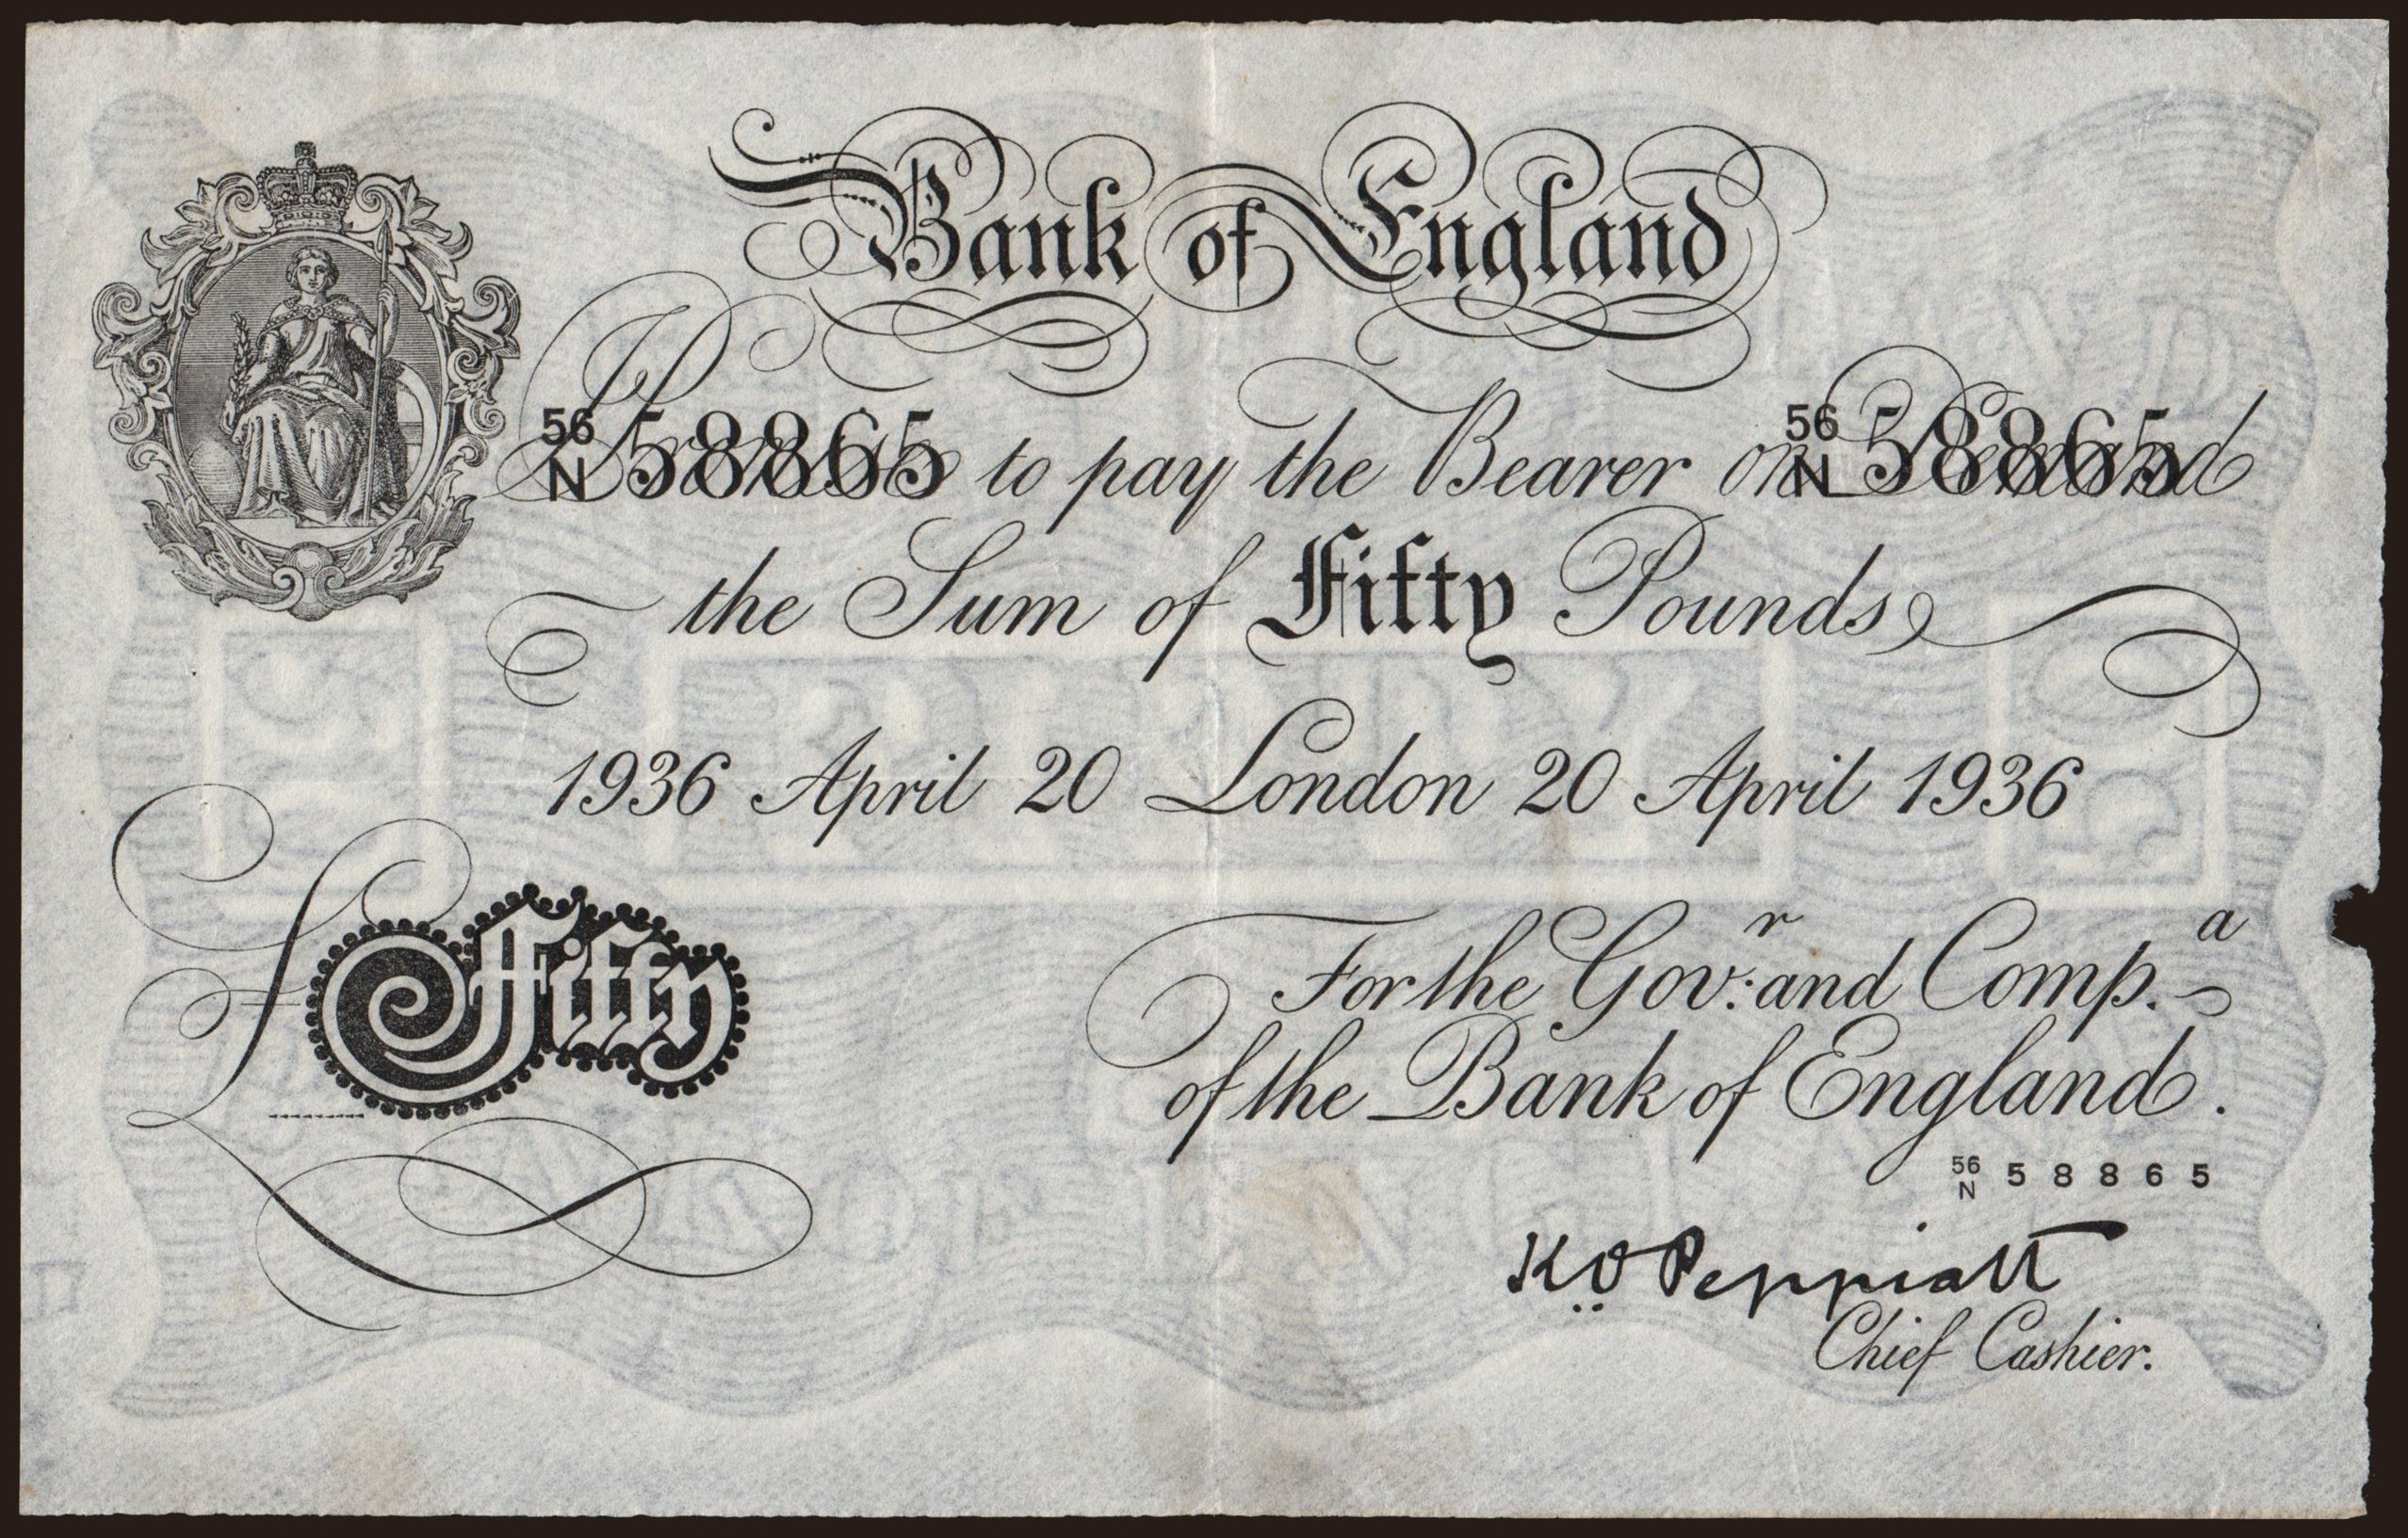 Bank of England
56 N 58865 56 N 58865
Promise to pay the Bearer on Demand
the Sum of Fifty Pounds
1936 April 20 London 20 April 1936
£ Fifty
For the Gov:r and Comp.a
of the Bank of England.
56 N 58865
K.O. Peppiatt
Chief Cashier.